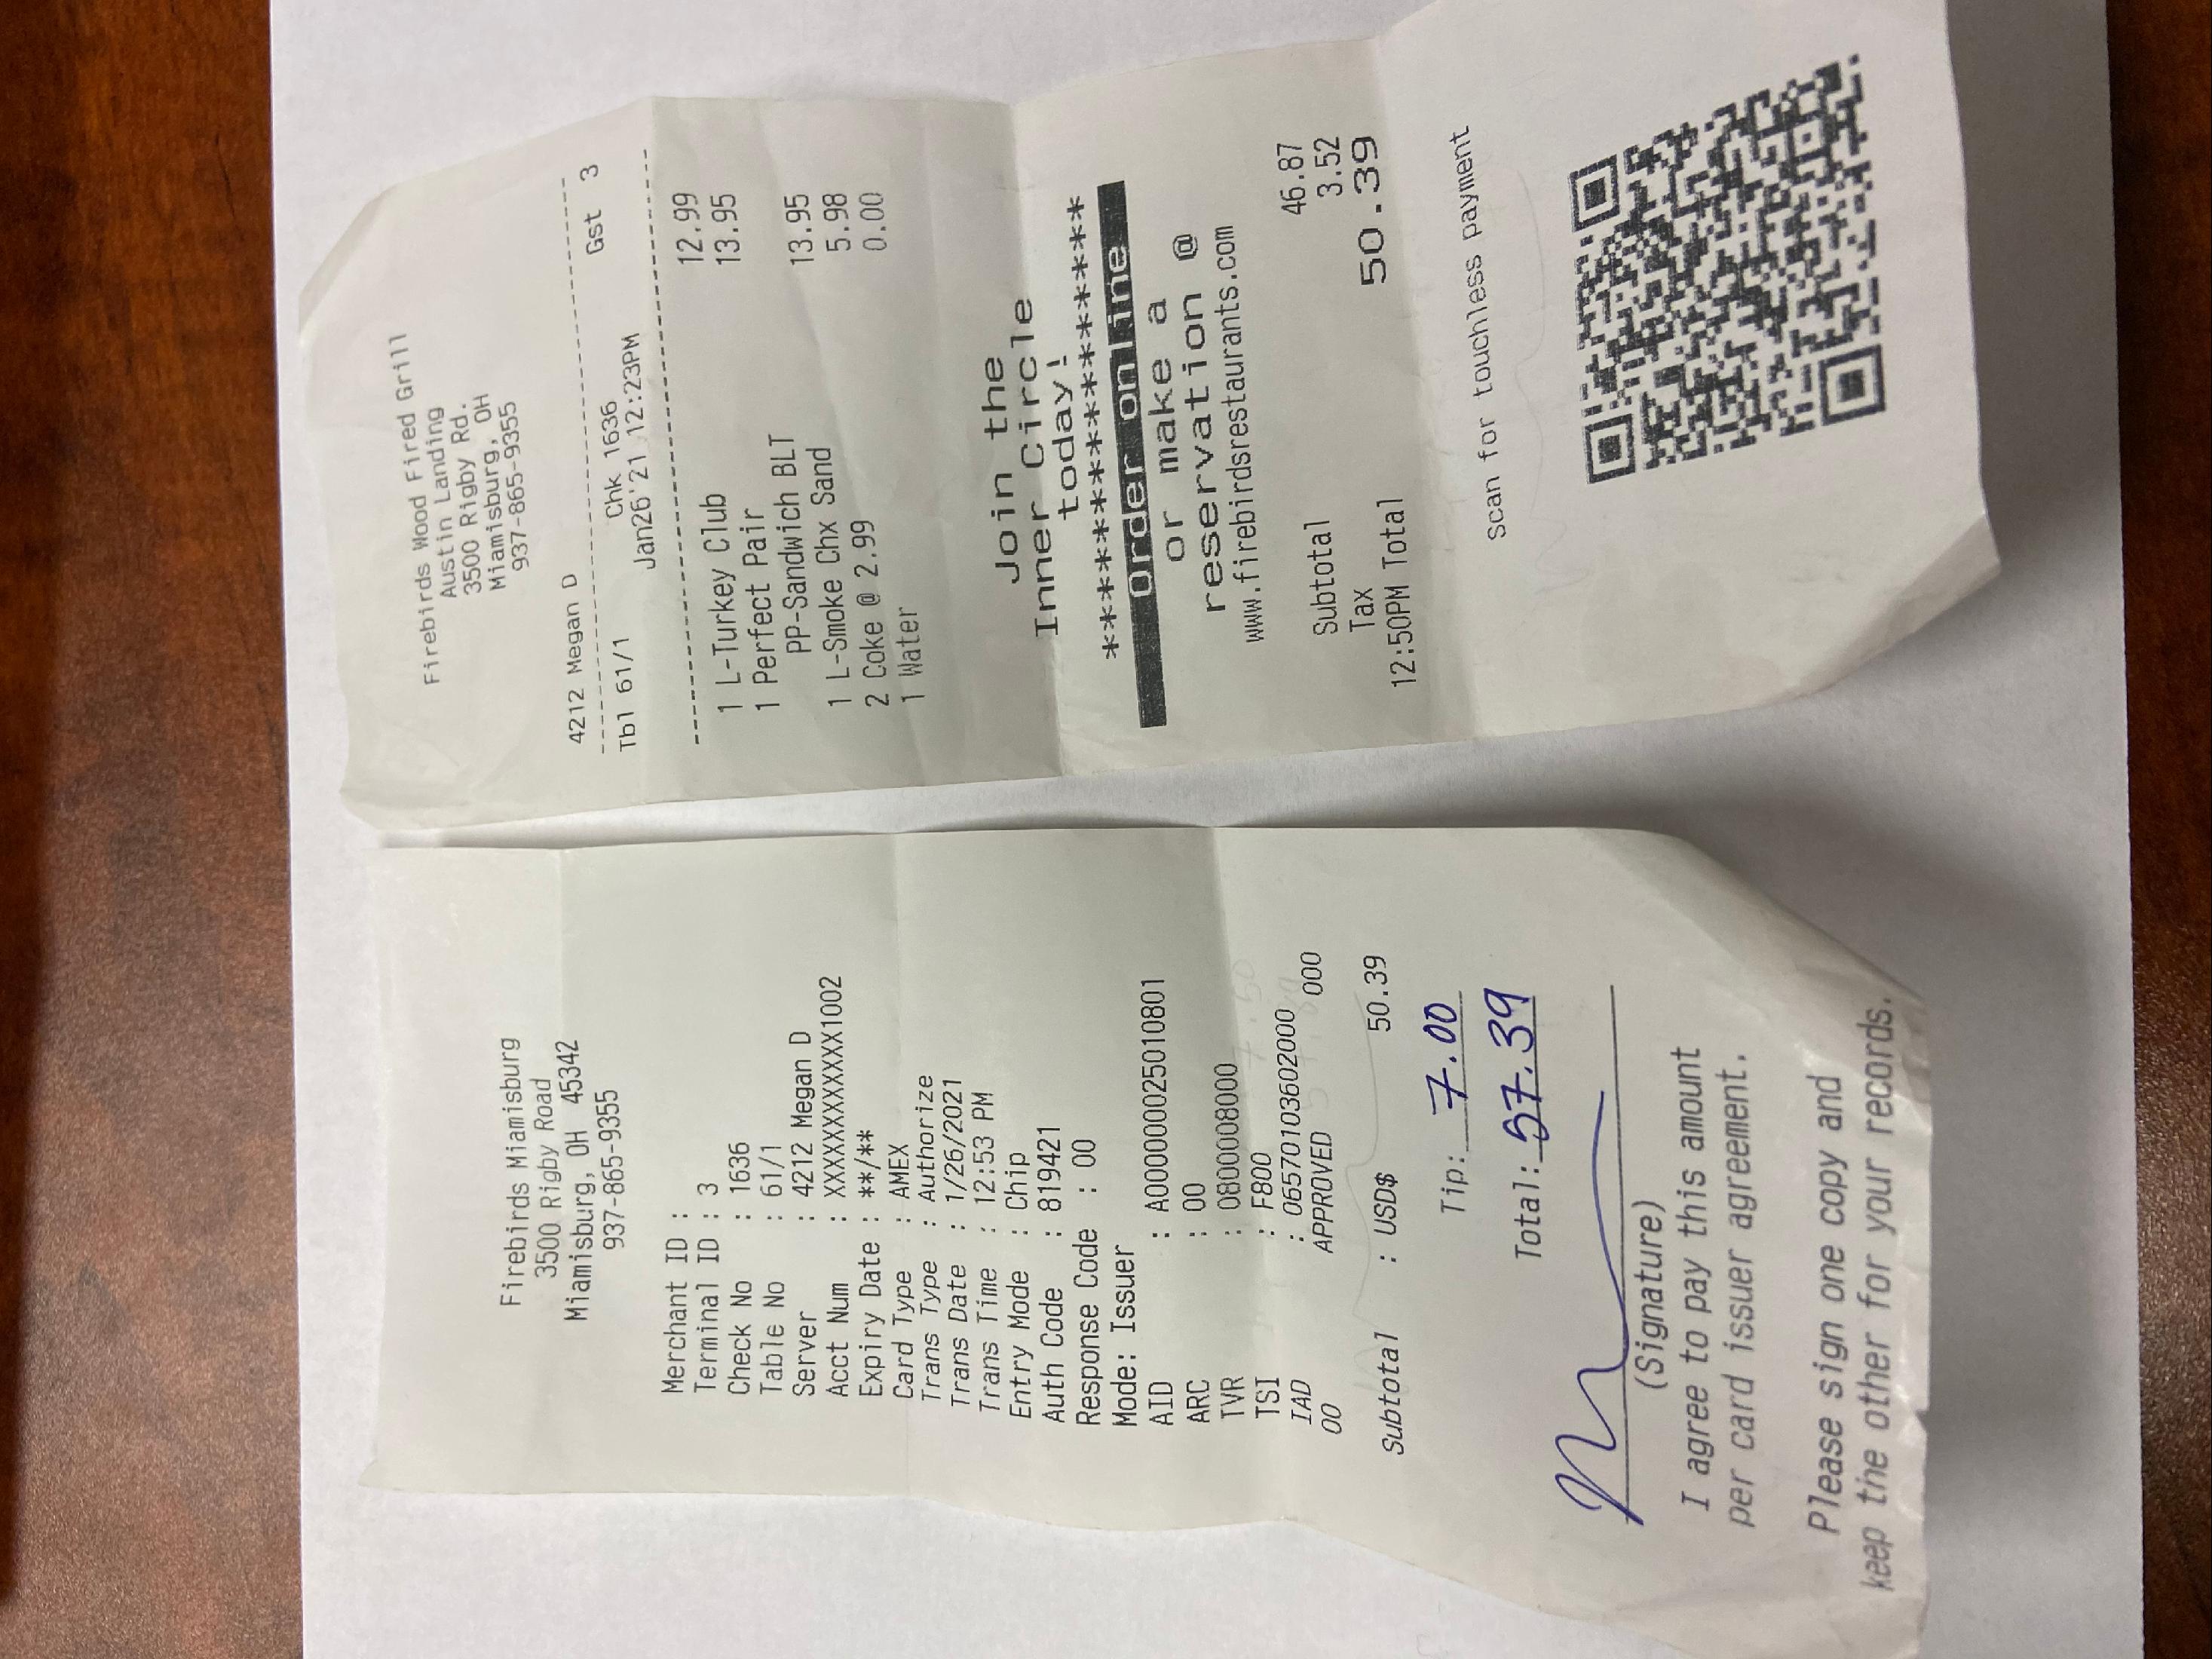 Firebirds Miamisburg
3500 Rigby Road
Miamisburg, OH 45342
937-865-9355
Merchant ID :
Terminal ID : 3
Check No : 1636
Table No : 61/1
Server : 4212 Megan D
Acct Num : XXXXXXXXXXX1002
Expiry Date : **/**
Card Type : AMEX
Trans Type : Authorize
Trans Date : 1/26/2021
Trans Time : 12:53 PM
Entry Mode : Chip
Auth Code : 819421
Response Code : 00
Mode: Issuer
AID : A000000025010801
ARC : 00
TVR : 0800008000
TSI : F800
IAD : 06570103602000 000
00 APPROVED
Subtotal : USD$ 50.39
Tip: 7.00
Total: 57.39
(Signature)
I agree to pay this amount
per card issuer agreement.
Please sign one copy and
keep the other for your records.
Firebirds Wood Fired Grill
Austin Landing
3500 Rigby Rd.
Miamisburg, OH
937-865-9355
4212 Megan D
Tbl 61/1 Chk 1636 Gst 3
Jan26'21 12:23PM
1 L-Turkey Club 12.99
1 Perfect Pair 13.95
PP-Sandwich BLT
1 L-Smoke Chx Sand 13.95
2 Coke @ 2.99 5.98
1 Water 0.00
Join the
Inner Circle
today!
********************
order online
or make a
reservation @
www.firebirdsrestaurants.com
Subtotal 46.87
Tax 3.52
12:50PM Total 50.39
scan for touchless payment